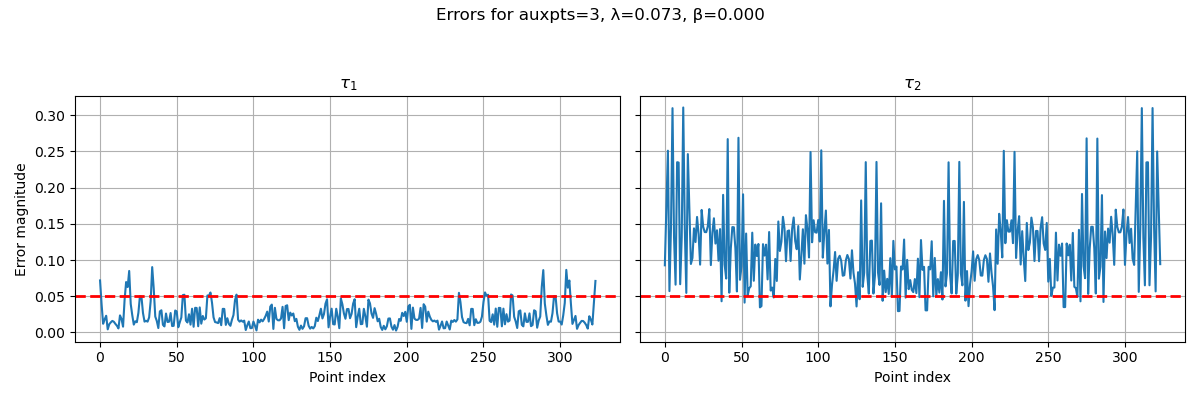 Errors for auxpts=3, λ=0.073, β=0.000
τ₁
τ₂
Error magnitude
0.30
0.25
0.20
0.15
0.10
0.05
0.00
0 50 100 150 200 250 300
0 50 100 150 200 250 300
Point index
Point index